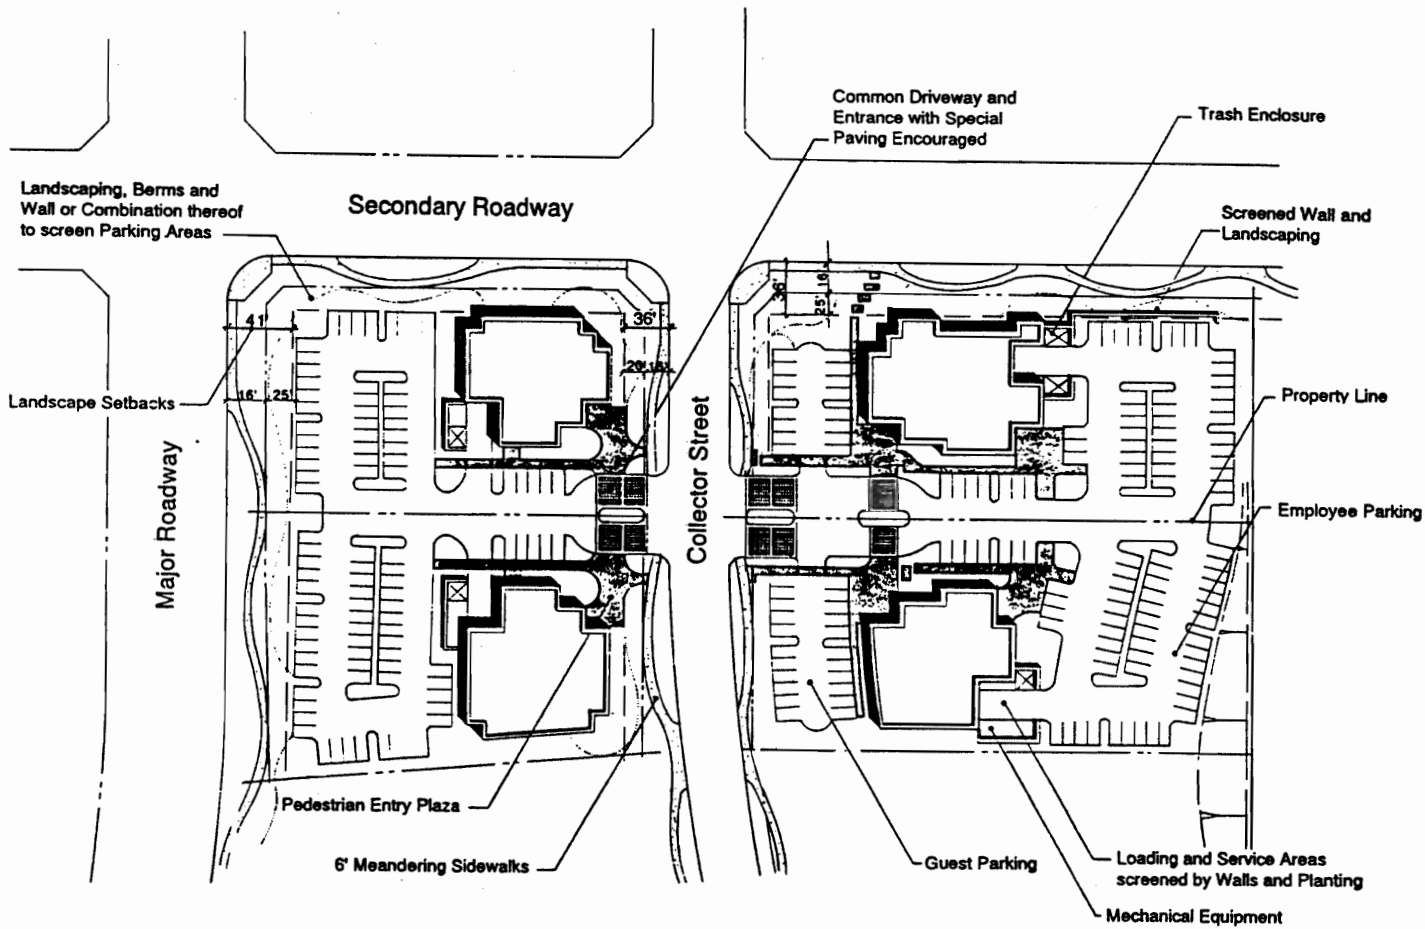 Common Driveway and
Entrance with Special
Paving Encouraged
Trash Enclosure
Landscaping, Berms and
Wall or Combination thereof
to screen Parking Areas
Secondary Roadway
Screened Wall and
Landscaping
36'
16'
25'
41'
36'
20'
16'
25'
Landscape Setbacks
Property Line
Major Roadway
Collector Street
Employee Parking
Pedestrian Entry Plaza
6' Meandering Sidewalks
Guest Parking
Loading and Service Areas
screened by Walls and Planting
Mechanical Equipment